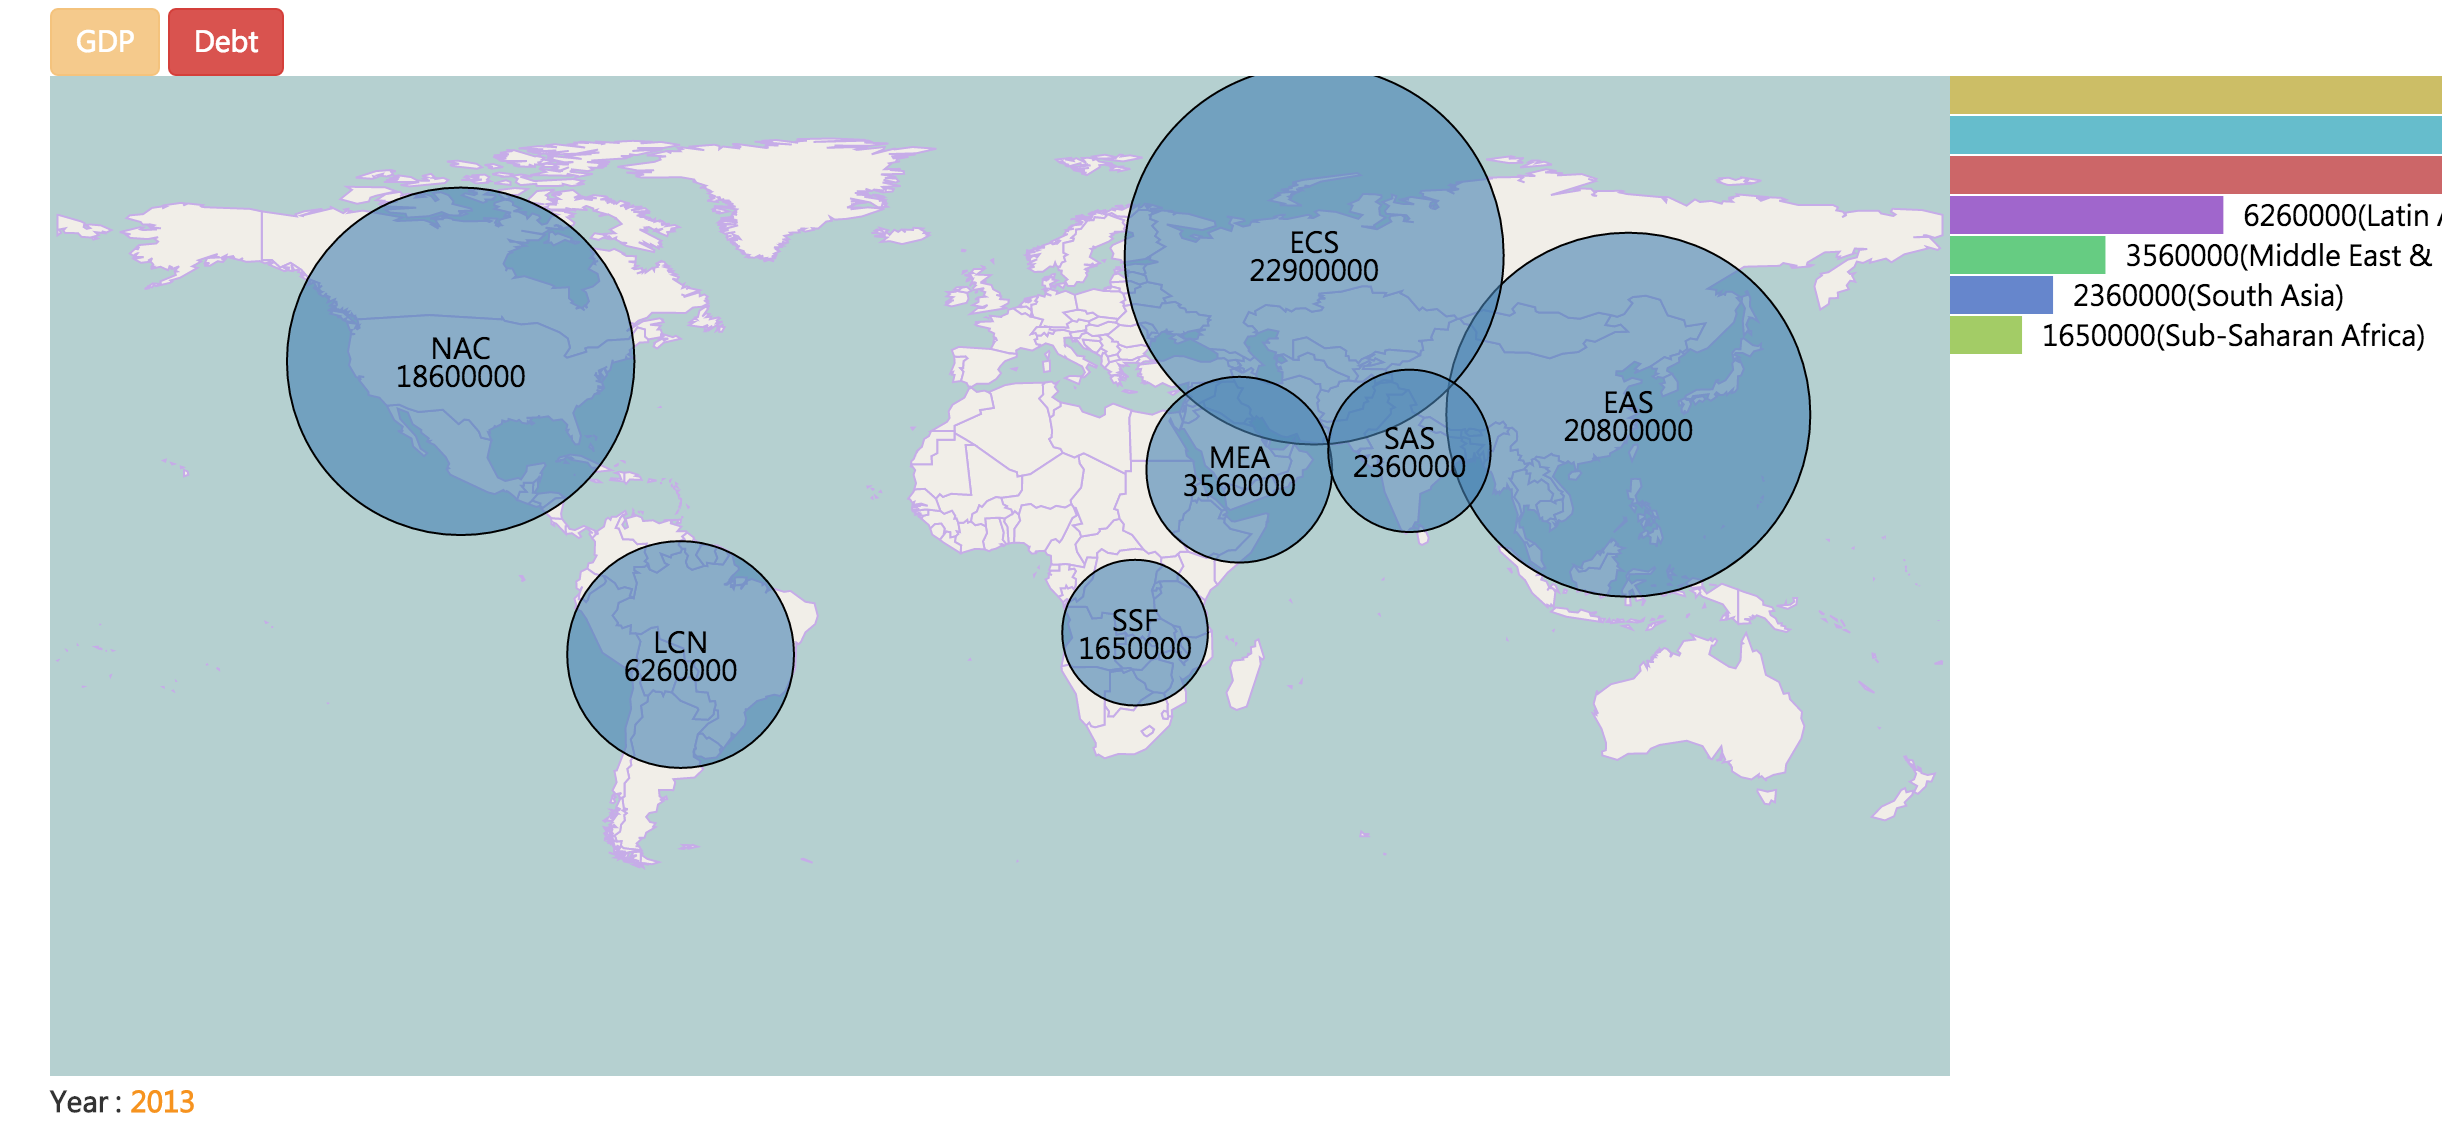 GDP
Debt
ECS
22900000
NAC
18600000
EAS
20800000
SAS
2360000
MEA
3560000
SSF
1650000
LCN
6260000
6260000(Latin
3560000(Middle East &
2360000(South Asia)
1650000(Sub-Saharan Africa)
Year : 2013